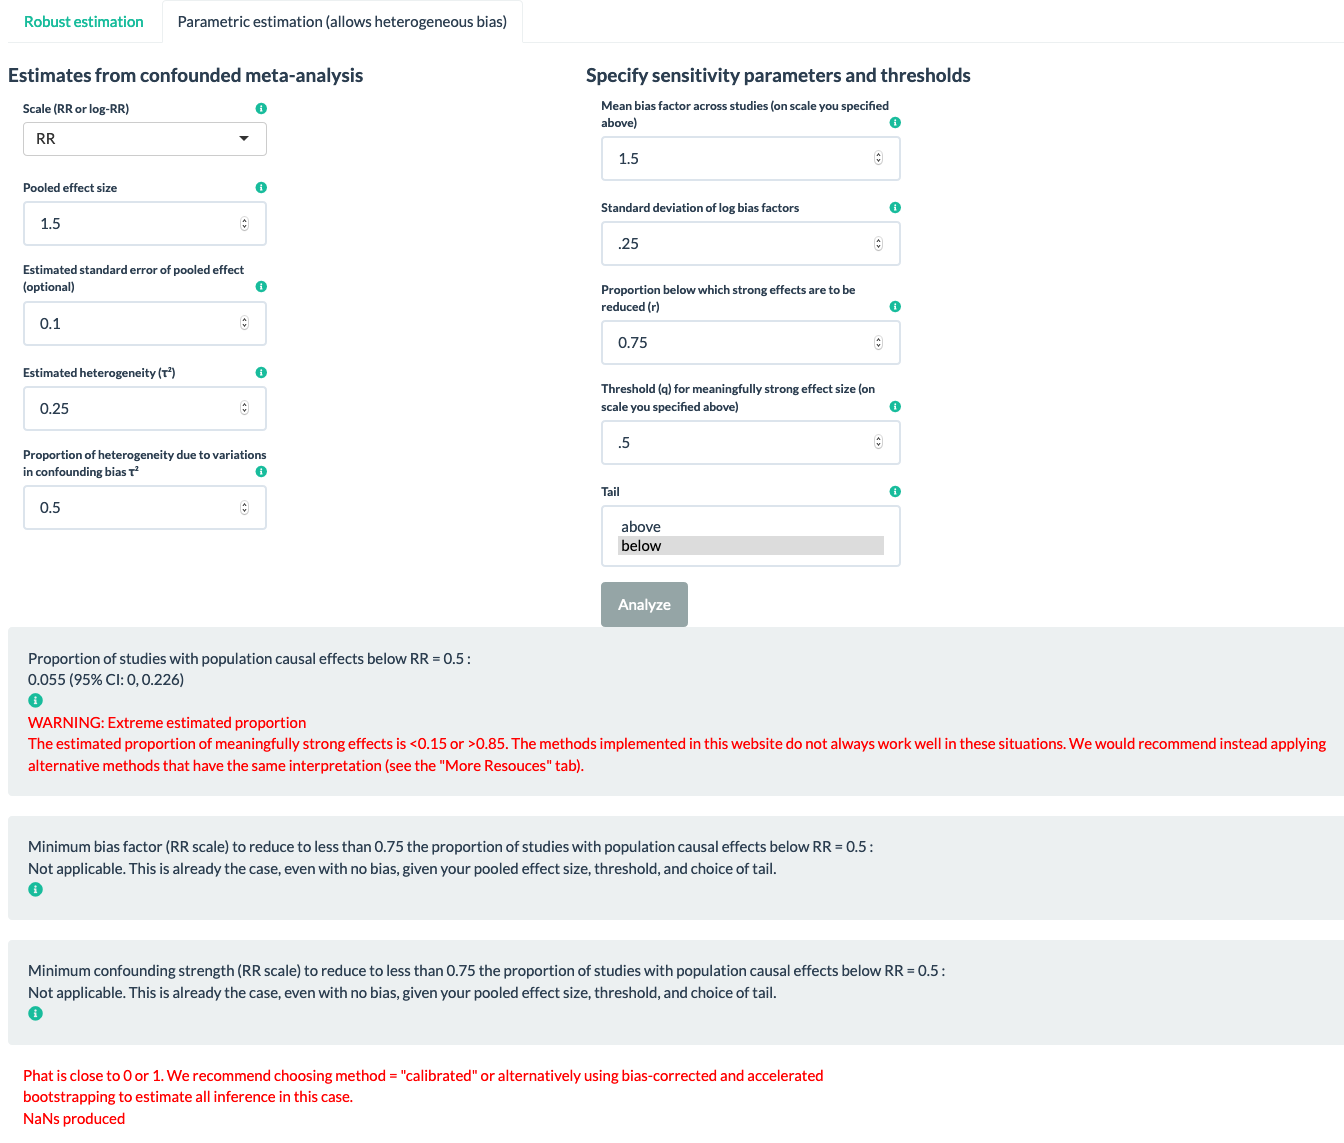 Robust estimation
Parametric estimation (allows heterogeneous bias)
Estimates from confounded meta-analysis
Scale (RR or log-RR)
RR
Pooled effect size
1.5
Estimated standard error of pooled effect
(optional)
0.1
Estimated heterogeneity (τ²)
0.25
Proportion of heterogeneity due to variations
in confounding bias τ²
0.5
Specify sensitivity parameters and thresholds
Mean bias factor across studies (on scale you specified
above)
1.5
Standard deviation of log bias factors
.25
Proportion below which strong effects are to be
reduced (r)
0.75
Threshold (q) for meaningfully strong effect size (on
scale you specified above)
.5
Tail
above
below
Analyze
Proportion of studies with population causal effects below RR = 0.5 :
0.055 (95% CI: 0, 0.226)
WARNING: Extreme estimated proportion
The estimated proportion of meaningfully strong effects is <0.15 or >0.85. The methods implemented in this website do not always work well in these situations. We would recommend instead applying
alternative methods that have the same interpretation (see the "More Resouces" tab).
Minimum bias factor (RR scale) to reduce to less than 0.75 the proportion of studies with population causal effects below RR = 0.5 :
Not applicable. This is already the case, even with no bias, given your pooled effect size, threshold, and choice of tail.
Minimum confounding strength (RR scale) to reduce to less than 0.75 the proportion of studies with population causal effects below RR = 0.5 :
Not applicable. This is already the case, even with no bias, given your pooled effect size, threshold, and choice of tail.
Phat is close to 0 or 1. We recommend choosing method = "calibrated" or alternatively using bias-corrected and accelerated
bootstrapping to estimate all inference in this case.
NaNs produced